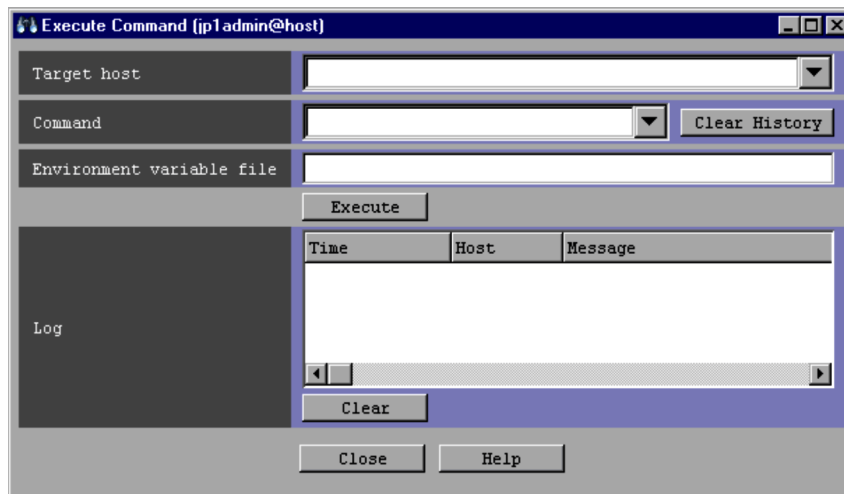 Execute Command (jp1admin@host)
Target host
Command
Clear History
Environment variable file
Execute
Time Host Message
Log
Clear
Close Help